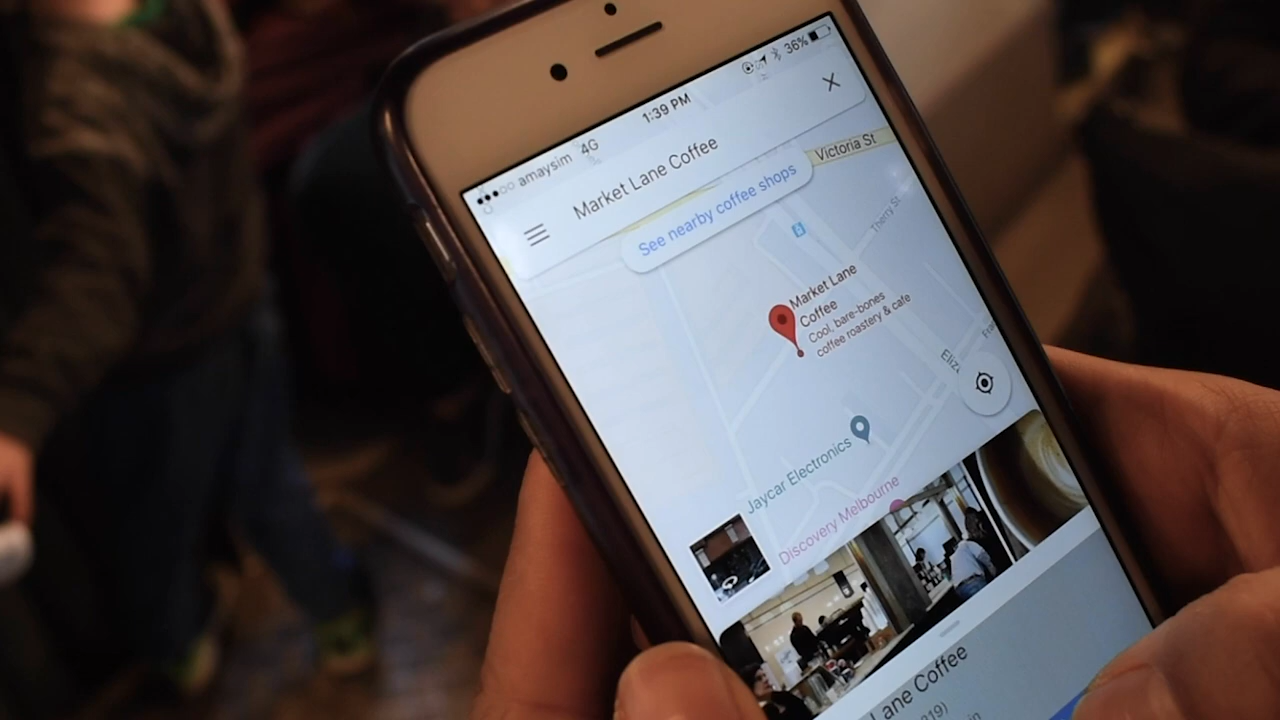 amaysim 4G 1:39 PM 36%
Market Lane Coffee
See nearby coffee shops
Victoria St
Therry St
Market Lane
Coffee
Cool, bare-bones
coffee roastery & cafe
Jaycar Electronics
Discovery Melbourne
Lane Coffee